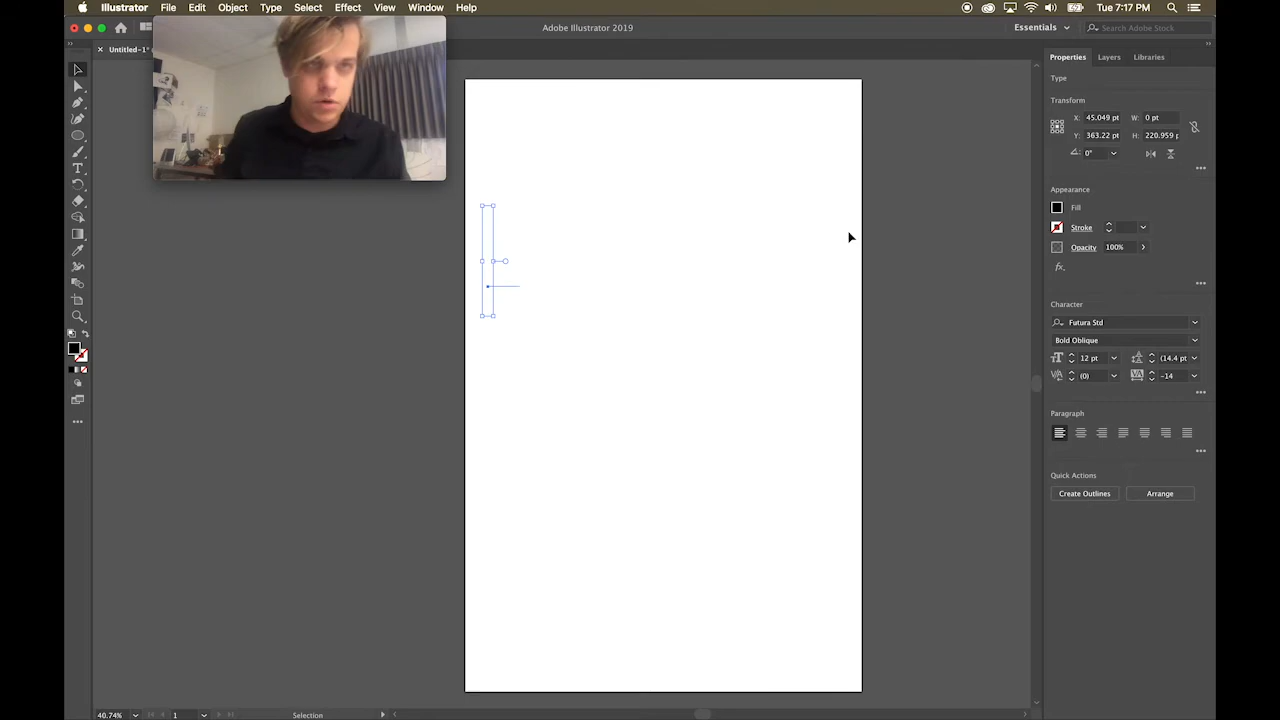 Illustrator File Edit Object Type Select Effect View Window Help Tue 7:17 PM
Adobe Illustrator 2019 Essentials Search Adobe Stock
Untitled-1*
Properties Layers Libraries
Type
Transform
X: 45.049 pt W: 0 pt
Y: 363.22 pt H: 220.959 p
0°
Appearance
Fill
Stroke
Opacity 100%
fx.
Character
Futura Std
Bold Oblique
12 pt (14.4 pt
(0) -14
Paragraph
Quick Actions
Create Outlines Arrange
40.74% 1 Selection